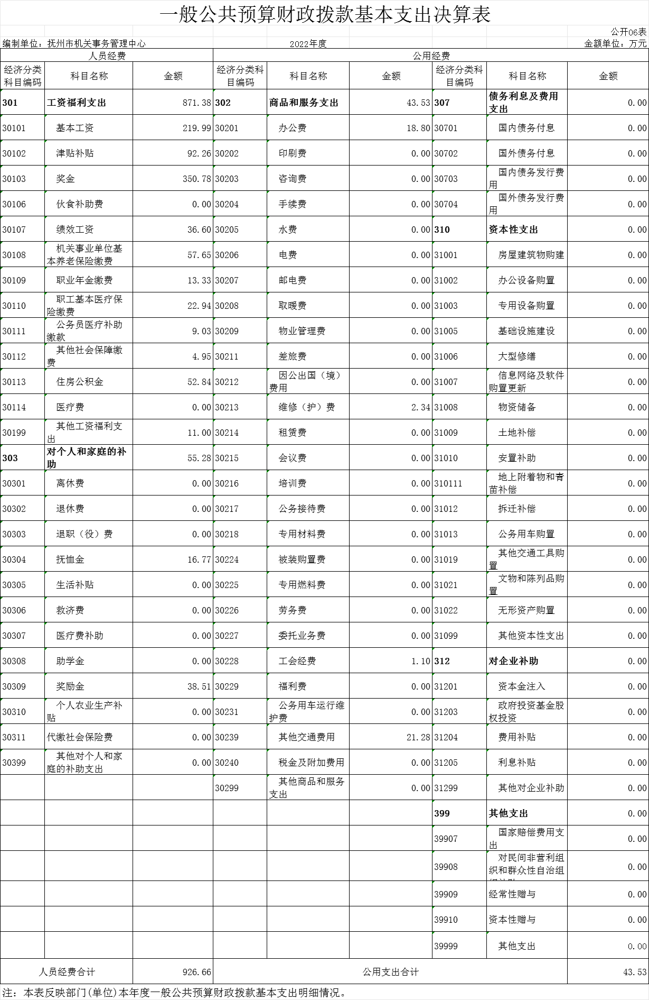 一般公共预算财政拨款基本支出决算表
公开06表
编制单位：抚州市机关事务管理中心 2022年度 金额单位：万元
人员经费 公用经费
经济分类科目编码 科目名称 金额 经济分类科目编码 科目名称 金额 经济分类科目编码 科目名称 金额
301 工资福利支出 871.38 302 商品和服务支出 43.53 307 债务利息及费用支出 0.00
30101 基本工资 219.99 30201 办公费 18.80 30701 国内债务付息 0.00
30102 津贴补贴 92.26 30202 印刷费 0.00 30702 国外债务付息 0.00
30103 奖金 350.78 30203 咨询费 0.00 30703 国内债务发行费用 0.00
30106 伙食补助费 0.00 30204 手续费 0.00 30704 国外债务发行费用 0.00
30107 绩效工资 36.60 30205 水费 0.00 310 资本性支出 0.00
30108 机关事业单位基本养老保险缴费 57.65 30206 电费 0.00 31001 房屋建筑物购建 0.00
30109 职业年金缴费 13.33 30207 邮电费 0.00 31002 办公设备购置 0.00
30110 职工基本医疗保险缴费 22.94 30208 取暖费 0.00 31003 专用设备购置 0.00
30111 公务员医疗补助缴款 9.03 30209 物业管理费 0.00 31005 基础设施建设 0.00
30112 其他社会保障缴费 4.95 30211 差旅费 0.00 31006 大型修缮 0.00
30113 住房公积金 52.84 30212 因公出国（境）费用 0.00 31007 信息网络及软件购置更新 0.00
30114 医疗费 0.00 30213 维修（护）费 2.34 31008 物资储备 0.00
30199 其他工资福利支出 11.00 30214 租赁费 0.00 31009 土地补偿 0.00
303 对个人和家庭的补助 55.28 30215 会议费 0.00 31010 安置补助 0.00
30301 离休费 0.00 30216 培训费 0.00 310111 地上附着物和青苗补偿 0.00
30302 退休费 0.00 30217 公务接待费 0.00 31012 拆迁补偿 0.00
30303 退职（役）费 0.00 30218 专用材料费 0.00 31013 公务用车购置 0.00
30304 抚恤金 16.77 30224 被装购置费 0.00 31019 其他交通工具购置 0.00
30305 生活补贴 0.00 30225 专用燃料费 0.00 31021 文物和陈列品购置 0.00
30306 救济费 0.00 30226 劳务费 0.00 31022 无形资产购置 0.00
30307 医疗费补助 0.00 30227 委托业务费 0.00 31099 其他资本性支出 0.00
30308 助学金 0.00 30228 工会经费 1.10 312 对企业补助 0.00
30309 奖励金 38.51 30229 福利费 0.00 31201 资本金注入 0.00
30310 个人农业生产补贴 0.00 30231 公务用车运行维护费 0.00 31203 政府投资基金股权投资 0.00
30311 代缴社会保险费 0.00 30239 其他交通费用 21.28 31204 费用补贴 0.00
30399 其他对个人和家庭的补助支出 0.00 30240 税金及附加费用 0.00 31205 利息补贴 0.00
30299 其他商品和服务支出 0.00 31299 其他对企业补助 0.00
399 其他支出 0.00
39907 国家赔偿费用支出 0.00
39908 对民间非营利组织和群众性自治组 0.00
39909 经常性赠与 0.00
39910 资本性赠与 0.00
39999 其他支出 0.00
人员经费合计 926.66 公用支出合计 43.53
注：本表反映部门(单位)本年度一般公共预算财政拨款基本支出明细情况。